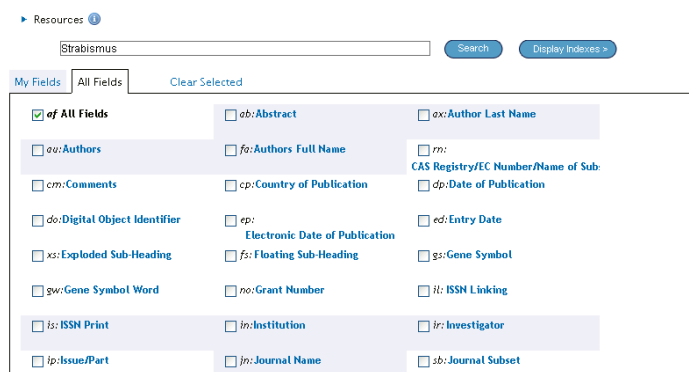 Resources
Strabismus Search Display Indexes >
My Fields All Fields Clear Selected
af All Fields ab:Abstract ax:Author Last Name
au:Authors fa:Authors Full Name rn:
CAS Registry/EC Number/Name of Sub
cm:Comments cp:Country of Publication dp:Date of Publication
do:Digital Object Identifier ep: ed:Entry Date
Electronic Date of Publication
xs:Exploded Sub-Heading fs:Floating Sub-Heading gs:Gene Symbol
gw:Gene Symbol Word no:Grant Number il:ISSN Linking
is:ISSN Print in:Institution ir:Investigator
ip:Issue/Part jn:Journal Name sb:Journal Subset